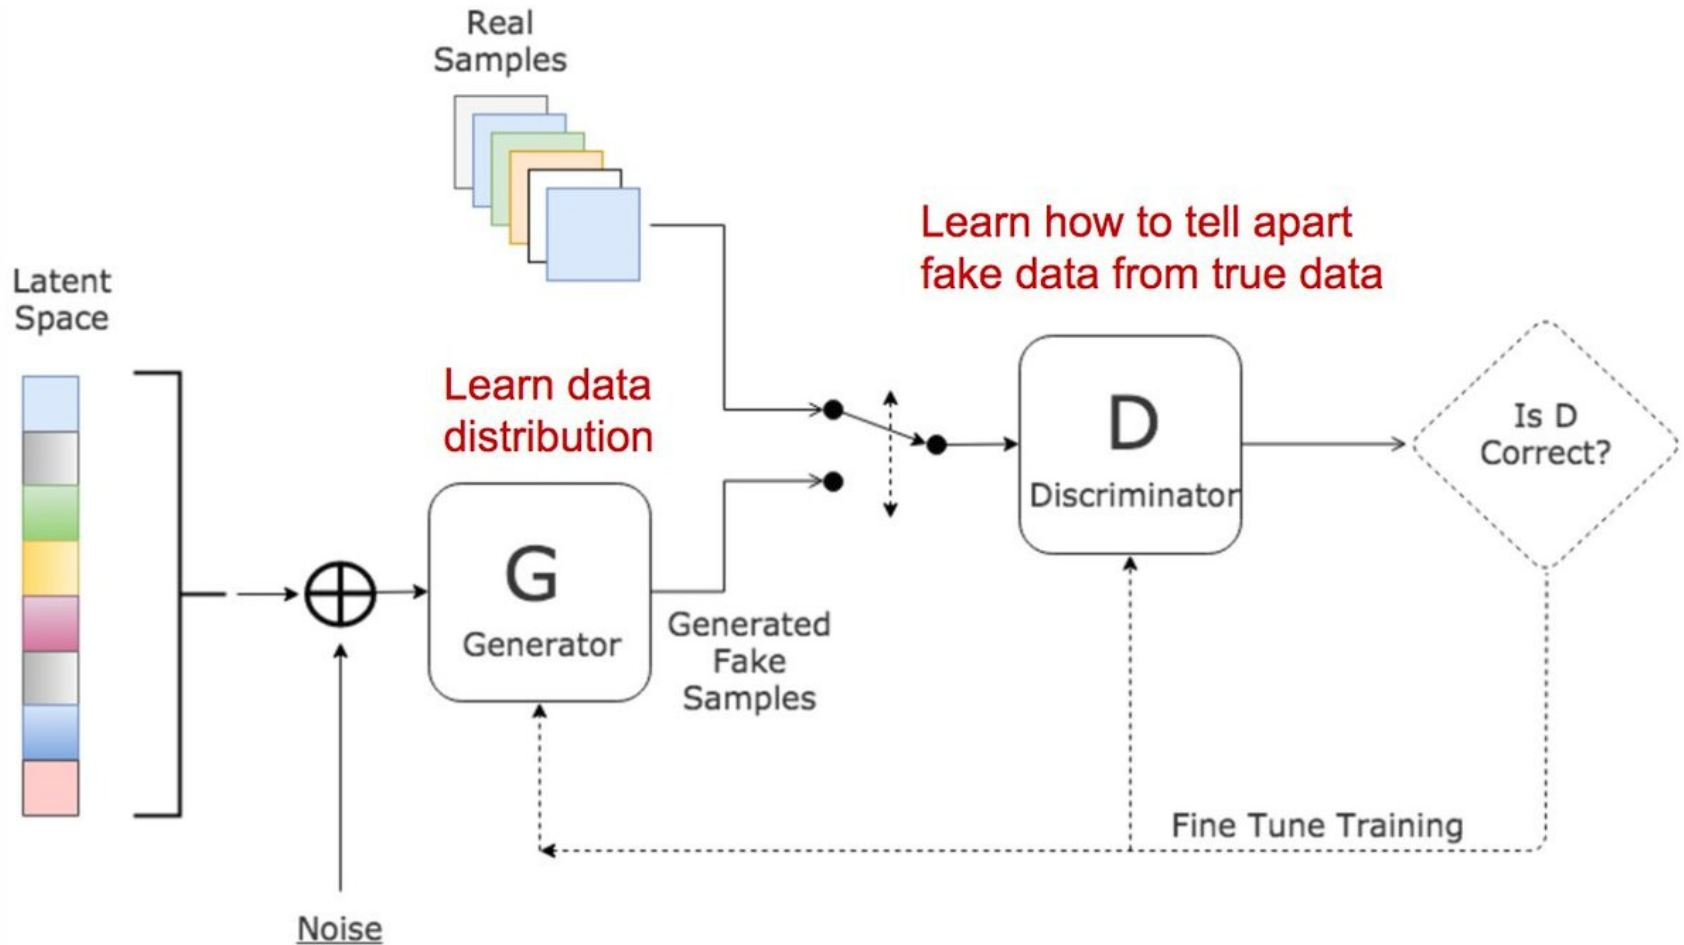 Real
Samples
Learn how to tell apart
fake data from true data
Latent
Space
Learn data
distribution
D
Discriminator
Is D
Correct?
G
Generator
Generated
Fake
Samples
Fine Tune Training
Noise